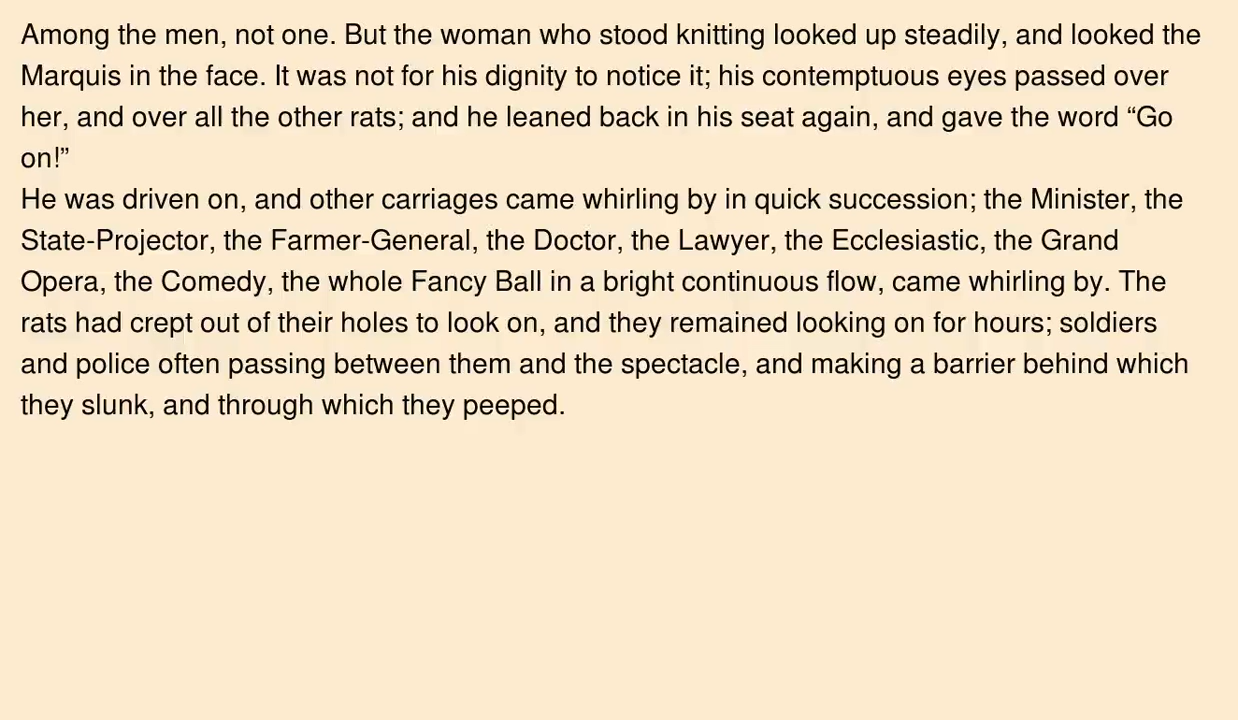 Among the men, not one. But the woman who stood knitting looked up steadily, and looked the
Marquis in the face. It was not for his dignity to notice it; his contemptuous eyes passed over
her, and over all the other rats; and he leaned back in his seat again, and gave the word “Go
on!”
He was driven on, and other carriages came whirling by in quick succession; the Minister, the
State-Projector, the Farmer-General, the Doctor, the Lawyer, the Ecclesiastic, the Grand
Opera, the Comedy, the whole Fancy Ball in a bright continuous flow, came whirling by. The
rats had crept out of their holes to look on, and they remained looking on for hours; soldiers
and police often passing between them and the spectacle, and making a barrier behind which
they slunk, and through which they peeped.